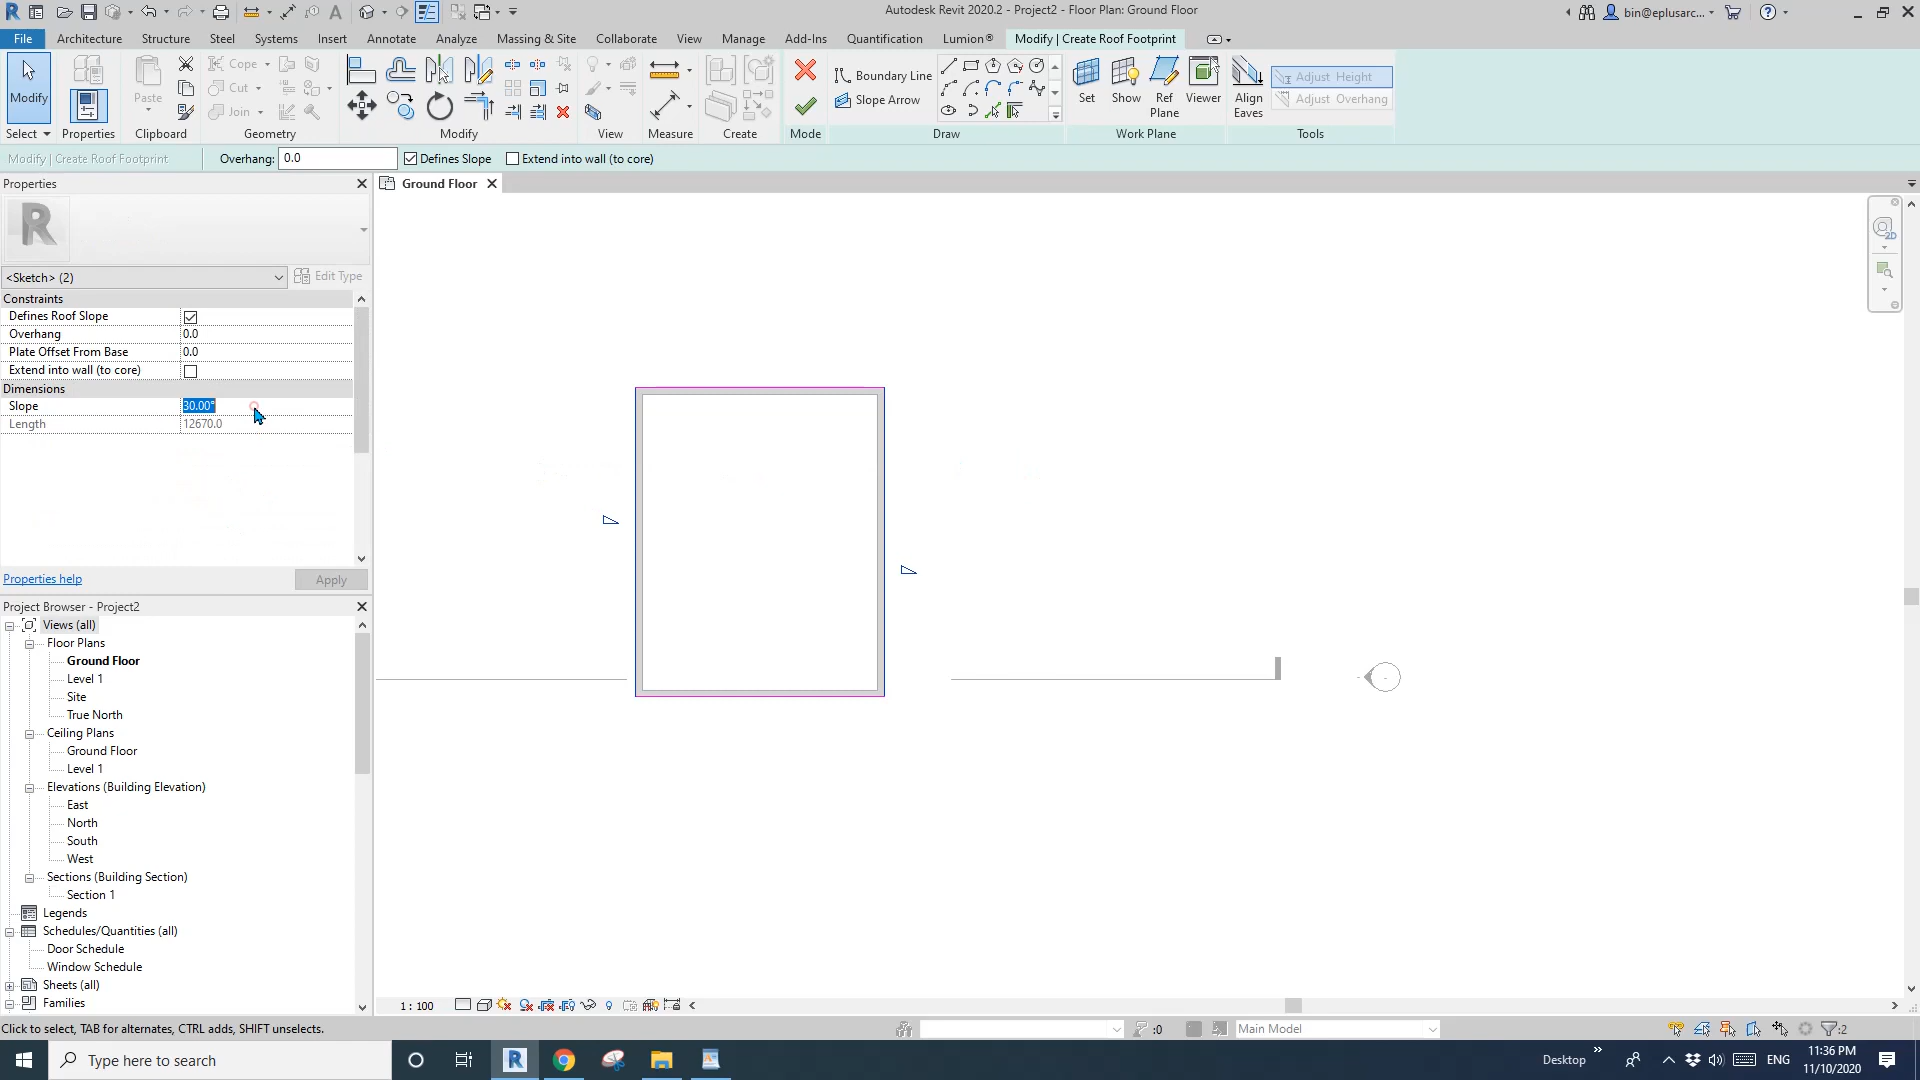 Autodesk Revit 2020.2 - Project2 - Floor Plan: Ground Floor
bin@eplusarc...
File Architecture Structure Steel Systems Insert Annotate Analyze Massing & Site Collaborate View Manage Add-Ins Quantification Lumion® Modify | Create Roof Footprint
Modify
Properties
Paste
Cope
Cut
Join
Boundary Line
Slope Arrow
Set Show Ref Plane Viewer
Align Eaves
Adjust Height
Adjust Overhang
Select Properties Clipboard Geometry Modify View Measure Create Mode Draw Work Plane Tools
Modify | Create Roof Footprint Overhang: 0.0 Defines Slope Extend into wall (to core)
Properties
Ground Floor
R
<Sketch> (2) Edit Type
Constraints
Defines Roof Slope
Overhang 0.0
Plate Offset From Base 0.0
Extend into wall (to core)
Dimensions
Slope 30.00°
Length 12670.0
Properties help Apply
Project Browser - Project2
Views (all)
Floor Plans
Ground Floor
Level 1
Site
True North
Ceiling Plans
Ground Floor
Level 1
Elevations (Building Elevation)
East
North
South
West
Sections (Building Section)
Section 1
Legends
Schedules/Quantities (all)
Door Schedule
Window Schedule
Sheets (all)
Families
2D
1 : 100
Click to select, TAB for alternates, CTRL adds, SHIFT unselects.
:0
Main Model
:2
Type here to search
Desktop
ENG
11:36 PM
11/10/2020